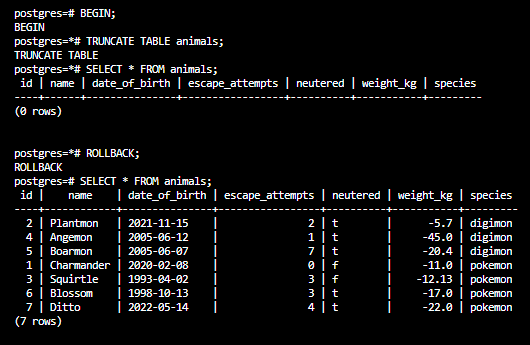 postgres=# BEGIN;
BEGIN
postgres=*# TRUNCATE TABLE animals;
TRUNCATE TABLE
postgres=*# SELECT * FROM animals;
 id | name | date_of_birth | escape_attempts | neutered | weight_kg | species
----+------+---------------+-----------------+----------+-----------+---------
(0 rows)

postgres=*# ROLLBACK;
ROLLBACK
postgres=# SELECT * FROM animals;
 id |    name    | date_of_birth | escape_attempts | neutered | weight_kg | species
----+------------+---------------+-----------------+----------+-----------+---------
  2 | Plantmon   | 2021-11-15    |               2 | t        |      -5.7 | digimon
  4 | Angemon    | 2005-06-12    |               1 | t        |     -45.0 | digimon
  5 | Boarmon    | 2005-06-07    |               7 | t        |     -20.4 | digimon
  1 | Charmander | 2020-02-08    |               0 | f        |     -11.0 | pokemon
  3 | Squirtle   | 1993-04-02    |               3 | f        |    -12.13 | pokemon
  6 | Blossom    | 1998-10-13    |               3 | t        |     -17.0 | pokemon
  7 | Ditto      | 2022-05-14    |               4 | t        |     -22.0 | pokemon
(7 rows)